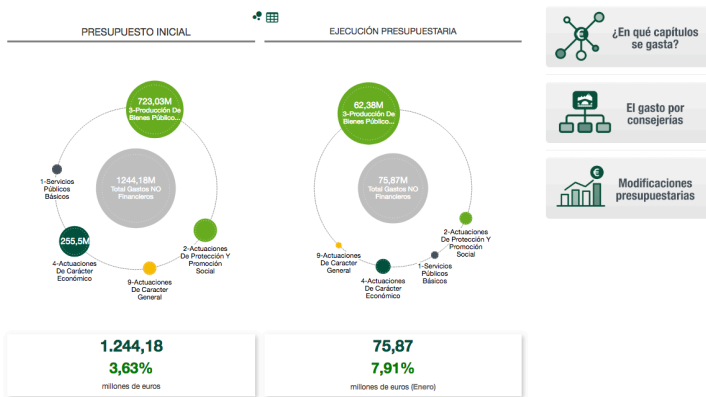 PRESUPUESTO INICIAL
723,03M
3-Producción De
Bienes Público...
1244,18M
Total Gastos NO
Financieros
1-Servicios
Públicos
Básicos
255,5M
4-Actuaciones
De Carácter
Económico
9-Actuaciones
De Caracter
General
2-Actuaciones
De Protección Y
Promoción
Social
1.244,18
3,63%
millones de euros
EJECUCIÓN PRESUPUESTARIA
62,38M
3-Producción De
Bienes Público...
75,87M
Total Gastos NO
Financieros
2-Actuaciones
De Protección Y
Promoción
Social
9-Actuaciones
De Caracter
General
1-Servicios
Públicos
Básicos
4-Actuaciones
De Carácter
Económico
75,87
7,91%
millones de euros (Enero)
€
¿En qué capítulos
se gasta?
El gasto por
consejerías
€
Modificaciones
presupuestarias